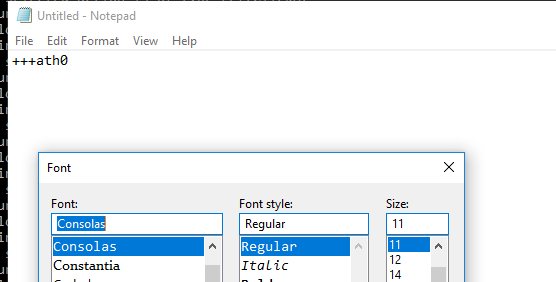 Untitled - Notepad
File Edit Format View Help
+++ath0
Font
Font: Font style: Size:
Consolas Regular 11
Consolas Regular 11
Constantia Italic 12
14